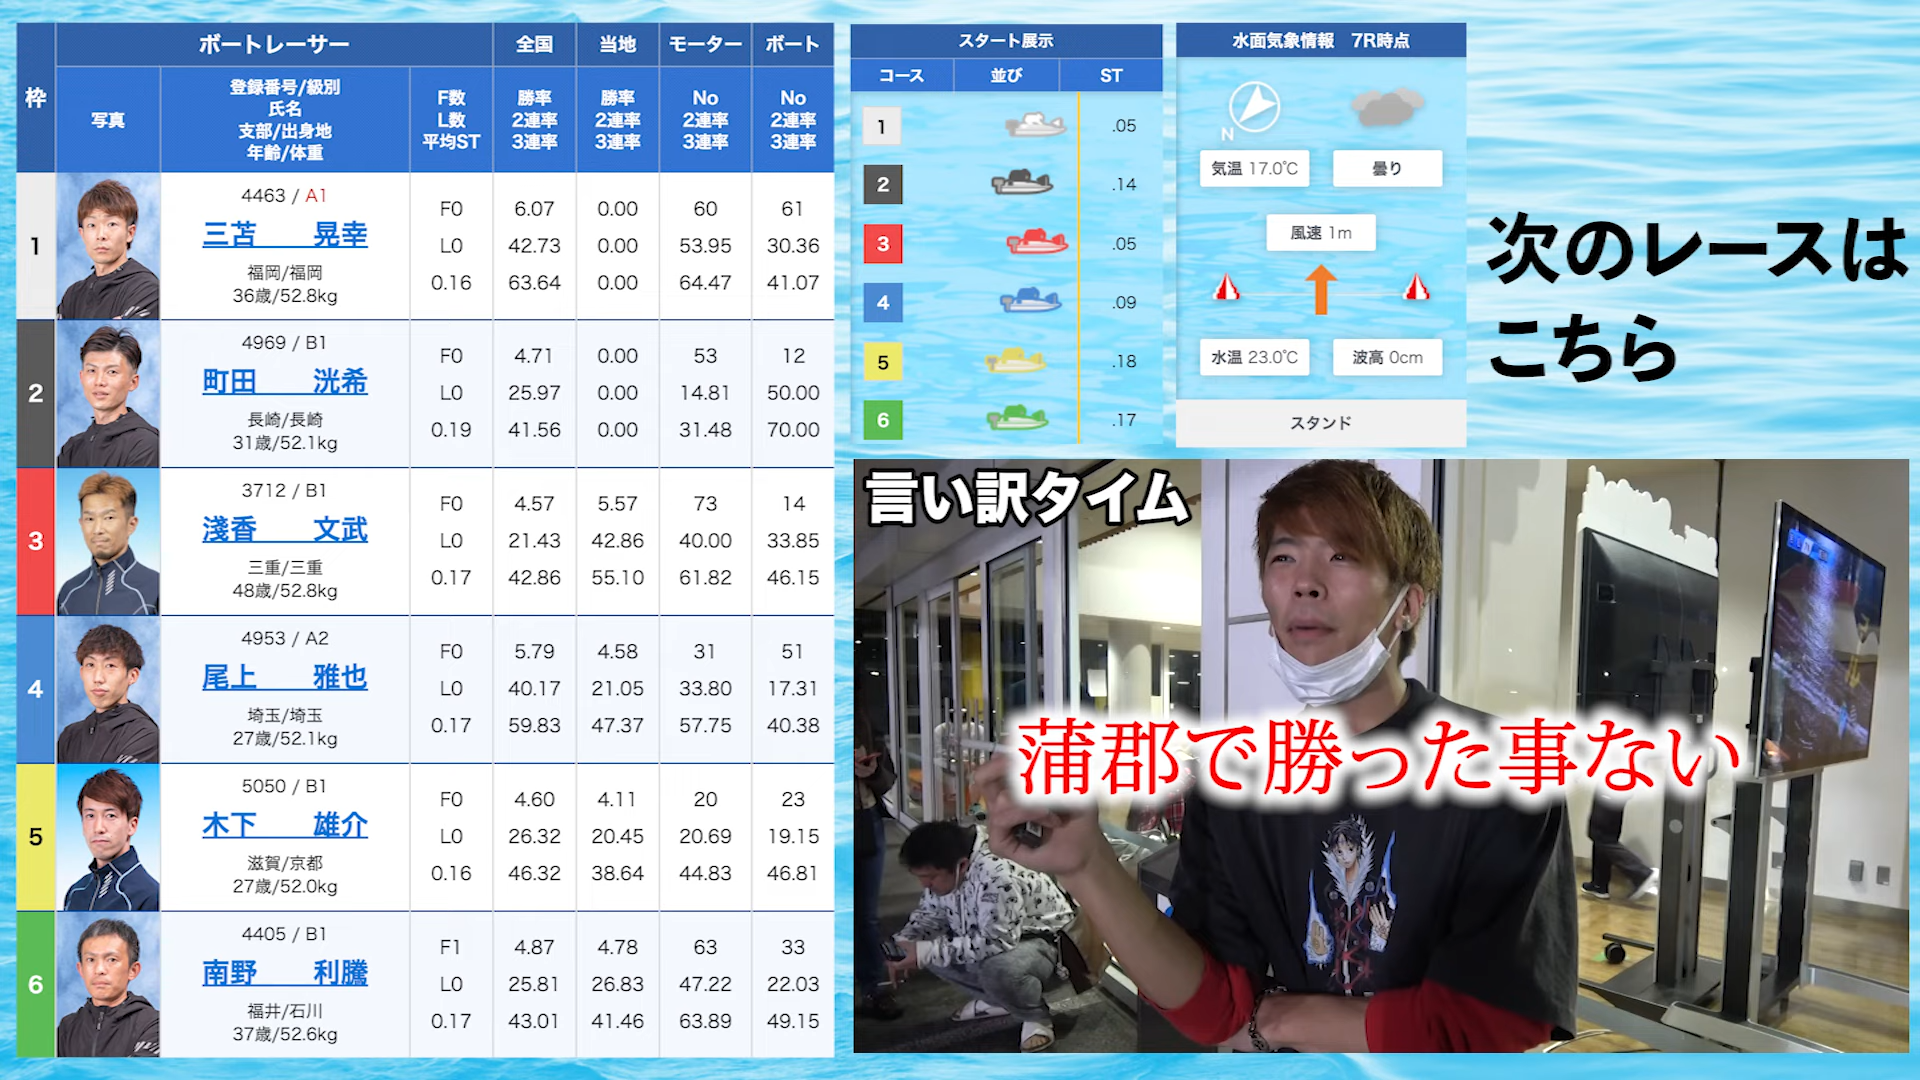 枠
ボートレーサー
全国
当地
モーター
ボート
写真
登録番号/級別
氏名
支部/出身地
年齢/体重
F数
L数
平均ST
勝率
2連率
3連率
勝率
2連率
3連率
No
2連率
3連率
No
2連率
3連率
1
4463 / A1
三苫 晃幸
福岡/福岡
36歳/52.8kg
F0 6.07 0.00 60 61
L0 42.73 0.00 53.95 30.36
0.16 63.64 0.00 64.47 41.07
2
4969 / B1
町田 洸希
長崎/長崎
31歳/52.1kg
F0 4.71 0.00 53 12
L0 25.97 0.00 14.81 50.00
0.19 41.56 0.00 31.48 70.00
3
3712 / B1
淺香 文武
三重/三重
48歳/52.8kg
F0 4.57 5.57 73 14
L0 21.43 42.86 40.00 33.85
0.17 42.86 55.10 61.82 46.15
4
4953 / A2
尾上 雅也
埼玉/埼玉
27歳/52.1kg
F0 5.79 4.58 31 51
L0 40.17 21.05 33.80 17.31
0.17 59.83 47.37 57.75 40.38
5
5050 / B1
木下 雄介
滋賀/京都
27歳/52.0kg
F0 4.60 4.11 20 23
L0 26.32 20.45 20.69 19.15
0.16 46.32 38.64 44.83 46.81
6
4405 / B1
南野 利騰
福井/石川
37歳/52.6kg
F1 4.87 4.78 63 33
L0 25.81 26.83 47.22 22.03
0.17 43.01 41.46 63.89 49.15
スタート展示
コース 並び ST
1 .05
2 .14
3 .05
4 .09
5 .18
6 .17
水面気象情報 7R時点
N
気温 17.0℃
曇り
風速 1m
水温 23.0℃
波高 0cm
スタンド
次のレースは
こちら
言い訳タイム
蒲郡で勝った事ない